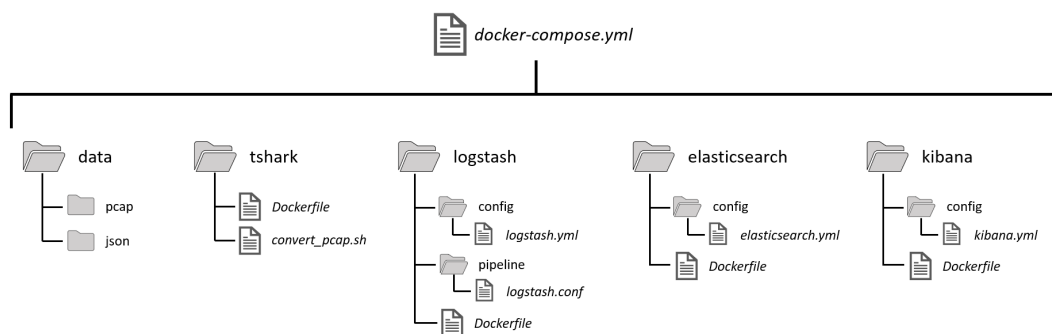 docker-compose.yml
data
pcap
json
tshark
Dockerfile
convert_pcap.sh
logstash
config
logstash.yml
pipeline
logstash.conf
Dockerfile
elasticsearch
config
elasticsearch.yml
Dockerfile
kibana
config
kibana.yml
Dockerfile